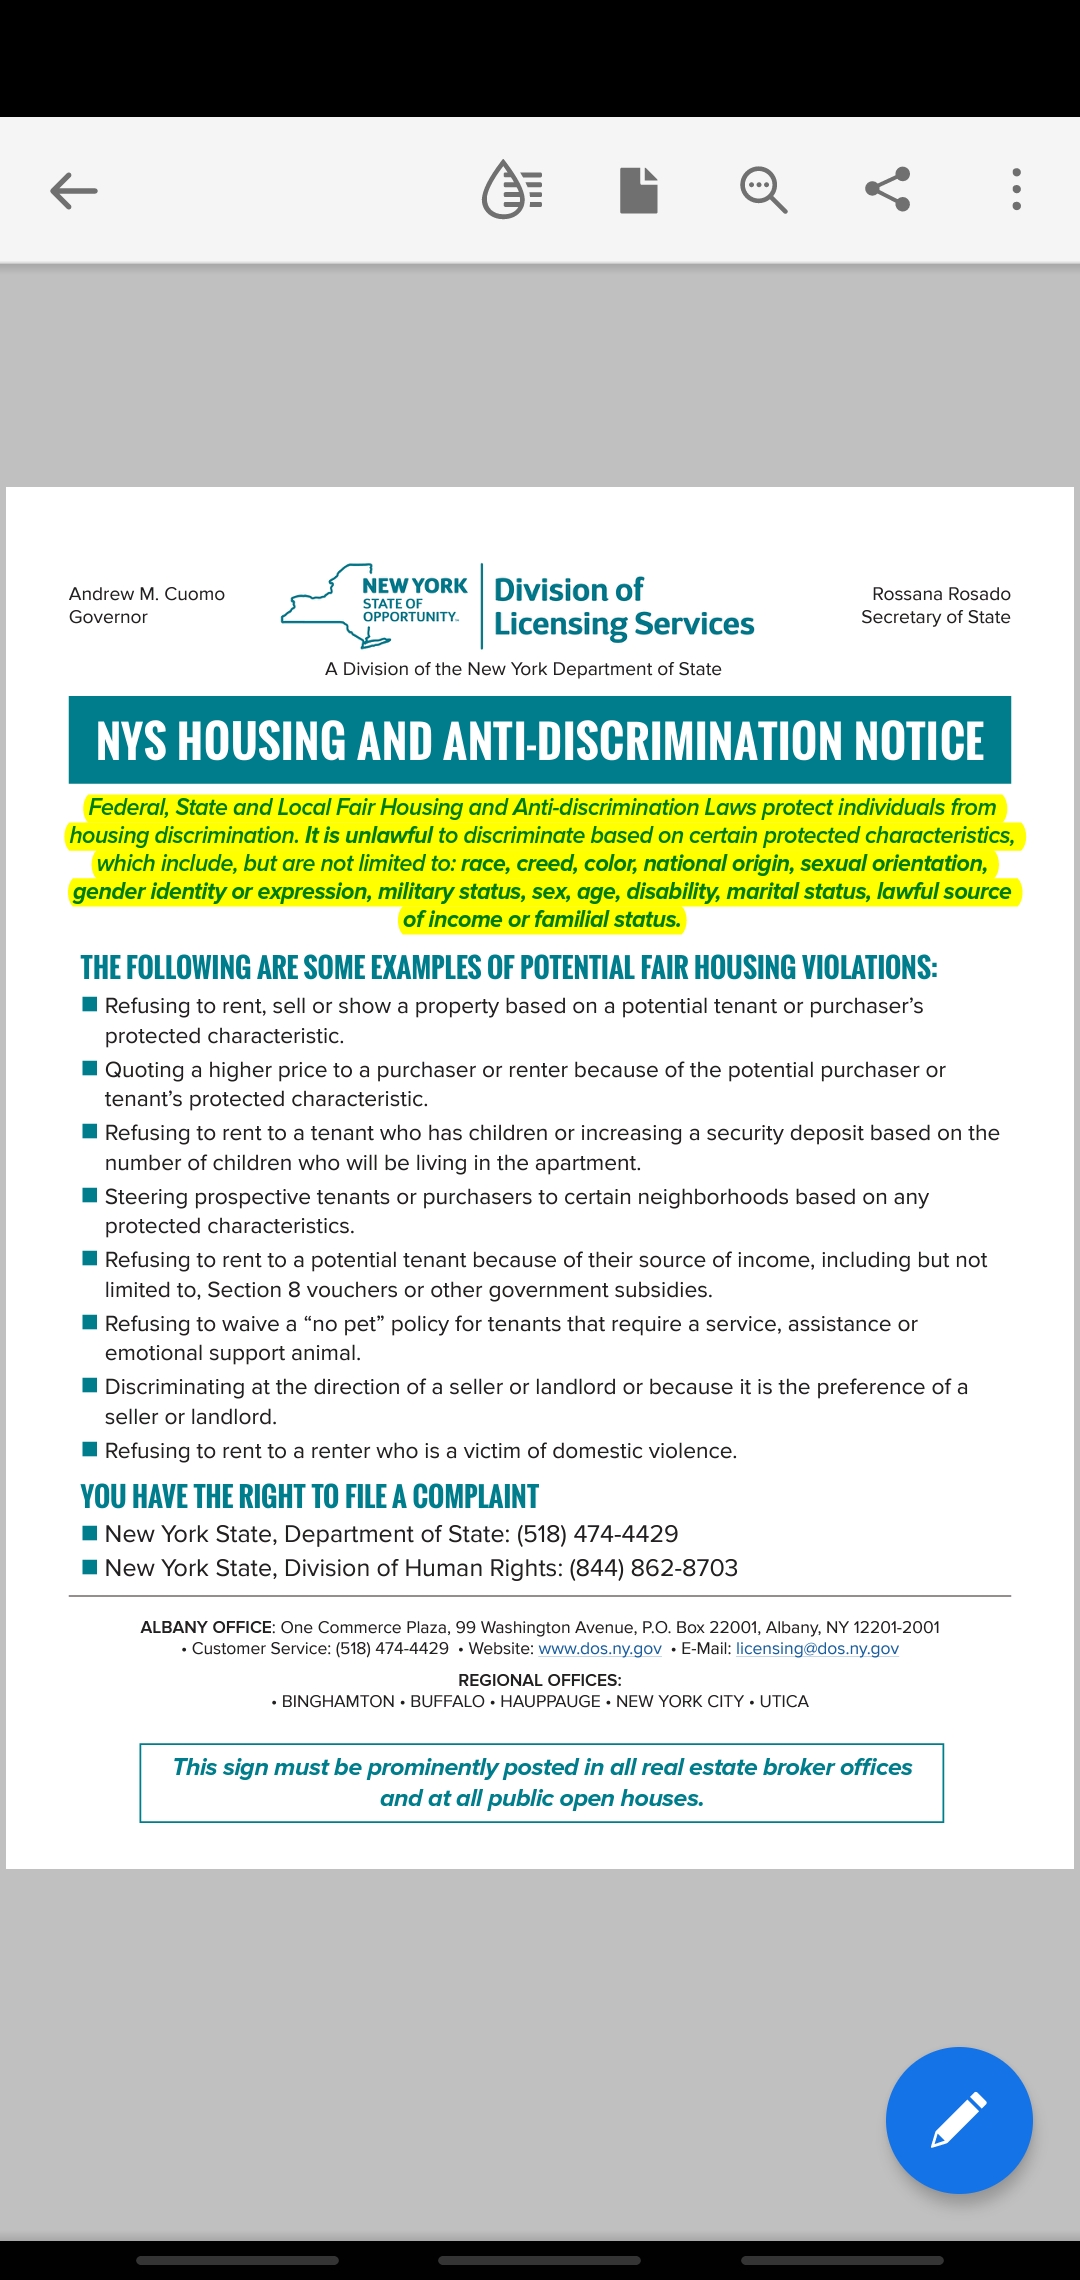 Andrew M. Cuomo
Governor
NEW YORK
STATE OF
OPPORTUNITY™
Division of
Licensing Services
Rossana Rosado
Secretary of State
A Division of the New York Department of State
NYS HOUSING AND ANTI-DISCRIMINATION NOTICE
Federal, State and Local Fair Housing and Anti-discrimination Laws protect individuals from
housing discrimination. It is unlawful to discriminate based on certain protected characteristics,
which include, but are not limited to: race, creed, color, national origin, sexual orientation,
gender identity or expression, military status, sex, age, disability, marital status, lawful source
of income or familial status.
THE FOLLOWING ARE SOME EXAMPLES OF POTENTIAL FAIR HOUSING VIOLATIONS:
■ Refusing to rent, sell or show a property based on a potential tenant or purchaser’s
protected characteristic.
■ Quoting a higher price to a purchaser or renter because of the potential purchaser or
tenant’s protected characteristic.
■ Refusing to rent to a tenant who has children or increasing a security deposit based on the
number of children who will be living in the apartment.
■ Steering prospective tenants or purchasers to certain neighborhoods based on any
protected characteristics.
■ Refusing to rent to a potential tenant because of their source of income, including but not
limited to, Section 8 vouchers or other government subsidies.
■ Refusing to waive a “no pet” policy for tenants that require a service, assistance or
emotional support animal.
■ Discriminating at the direction of a seller or landlord or because it is the preference of a
seller or landlord.
■ Refusing to rent to a renter who is a victim of domestic violence.
YOU HAVE THE RIGHT TO FILE A COMPLAINT
■ New York State, Department of State: (518) 474-4429
■ New York State, Division of Human Rights: (844) 862-8703
ALBANY OFFICE: One Commerce Plaza, 99 Washington Avenue, P.O. Box 22001, Albany, NY 12201-2001
• Customer Service: (518) 474-4429 • Website: www.dos.ny.gov • E-Mail: licensing@dos.ny.gov
REGIONAL OFFICES:
• BINGHAMTON • BUFFALO • HAUPPAUGE • NEW YORK CITY • UTICA
This sign must be prominently posted in all real estate broker offices
and at all public open houses.